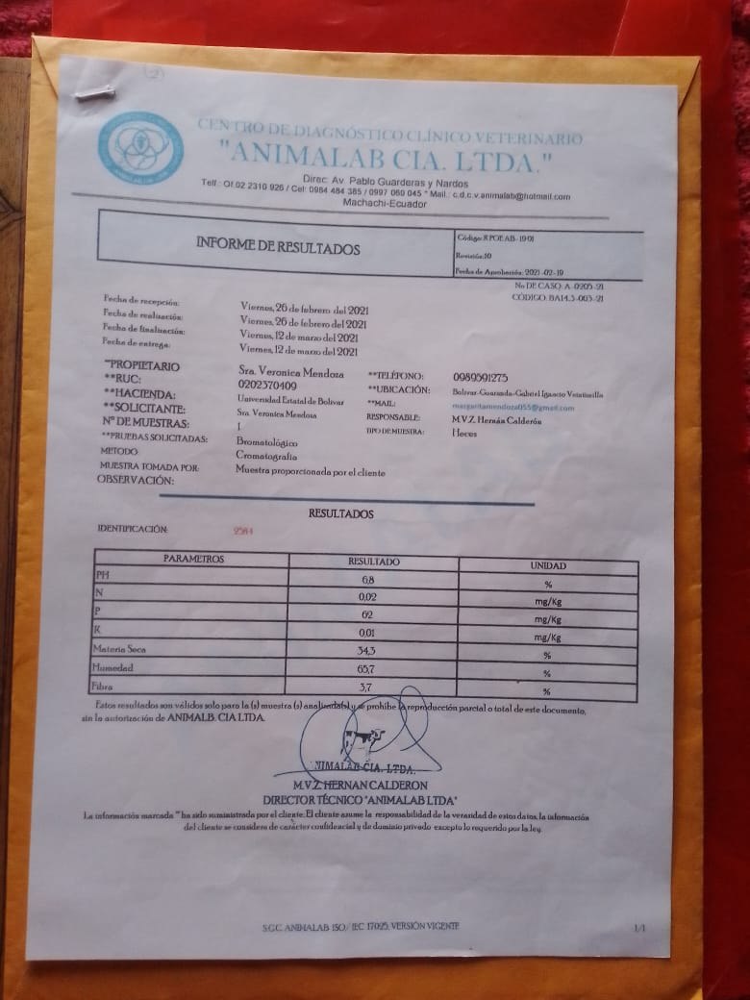 (2)
CENTRO DE DIAGNÓSTICO CLÍNICO VETERINARIO
"ANIMALAB CIA. LTDA."
Direc: Av. Pablo Guarderas y Nardos
Telf.: Of.02 2310 926 / Cel: 0984 484 385 / 0997 060 045 * Mail.: c.d.c.v.animalab@hotmail.com
Machachi-Ecuador
INFORME DE RESULTADOS
Código: R POE AB- 19 01
Revisión: 10
Fecha de Aprobación: 2021-02-19
No DE CASO: A-0205-21
CÓDIGO: BA14.3-003-21
Fecha de recepción: Viernes, 26 de febrero del 2021
Fecha de realización: Viernes, 26 de febrero del 2021
Fecha de finalización: Viernes, 12 de marzo del 2021
Fecha de entrega: Viernes, 12 de marzo del 2021
**PROPIETARIO Sra. Veronica Mendoza **TELÉFONO: 0989591275
**RUC: 0202370409 **UBICACIÓN: Bolívar-Guaranda-Gabriel Ignacio Veintimilla
**HACIENDA: Universidad Estatal de Bolívar **MAIL: margaritamendoza055@gmail.com
**SOLICITANTE: Sra. Veronica Mendoza RESPONSABLE: M.V.Z. Hernán Calderón
Nº DE MUESTRAS: 1 TIPO DE MUESTRA: Heces
**PRUEBAS SOLICITADAS: Bromatológico
METODO: Cromatografía
MUESTRA TOMADA POR: Muestra proporcionada por el cliente
OBSERVACIÓN:
RESULTADOS
IDENTIFICACIÓN: 2584
PARAMETROS RESULTADO UNIDAD
PH 6,8 %
N 0,02 mg/Kg
P 62 mg/Kg
K 0,01 mg/Kg
Materia Seca 34,3 %
Humedad 65,7 %
Fibra 3,7 %
Estos resultados son válidos solo para la (s) muestra (s) analizada(s) y se prohíbe la reproducción parcial o total de este documento,
sin la autorización de ANIMALB. CIA LTDA.
NIMALAB CIA. LTDA.
M.V.Z. HERNAN CALDERON
DIRECTOR TÉCNICO "ANIMALAB LTDA"
La información marcada ** ha sido suministrada por el cliente. El cliente asume la responsabilidad de la veracidad de estos datos, la información
del cliente se considera de carácter confidencial y de dominio privado excepto lo requerido por la ley.
S.G.C. ANIMALAB ISO/ IEC 17025, VERSIÓN VIGENTE
1/1